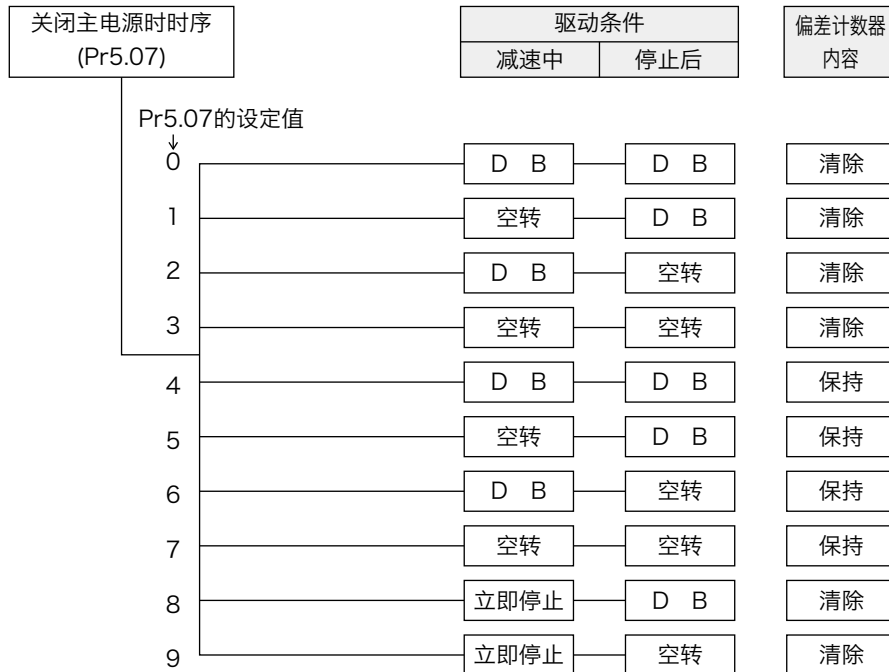 关闭主电源时时序
(Pr5.07)
驱动条件
减速中 停止后
偏差计数器
内容
Pr5.07的设定值
0 D B D B 清除
1 空转 D B 清除
2 D B 空转 清除
3 空转 空转 清除
4 D B D B 保持
5 空转 D B 保持
6 D B 空转 保持
7 空转 空转 保持
8 立即停止 D B 清除
9 立即停止 空转 清除